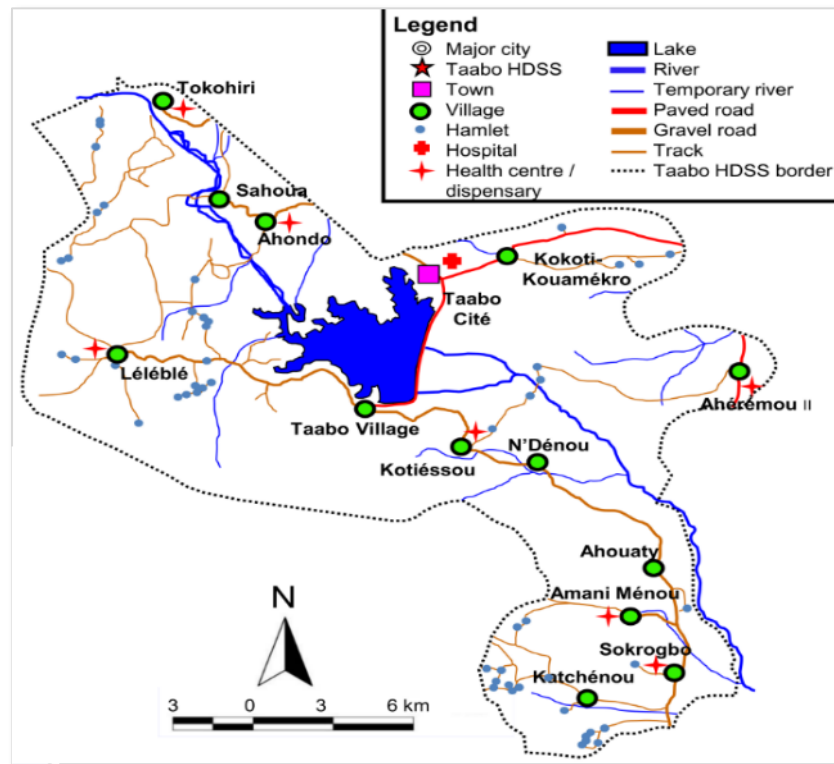 Legend
Major city
Taabo HDSS
Town
Village
Hamlet
Hospital
Health centre /
dispensary
Lake
River
Temporary river
Paved road
Gravel road
Track
Taabo HDSS border
Tokohiri
Sahoua
Ahondo
Kokoti-
Kouamékro
Taabo
Cité
Léléblé
Ahérémou II
Taabo Village
N'Dénou
Kotiéssou
Ahouaty
Amani Ménou
Sokrogbo
Katchénou
N
3 0 3 6 km